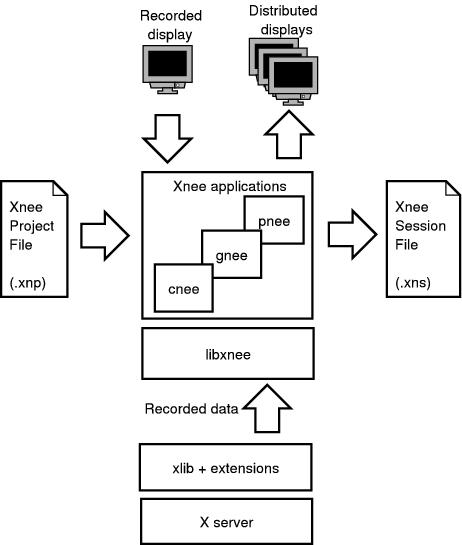 Recorded
display
Distributed
displays
Xnee
Project
File
(.xnp)
Xnee applications
pnee
gnee
cnee
Xnee
Session
File
(.xns)
libxnee
Recorded data
xlib + extensions
X server